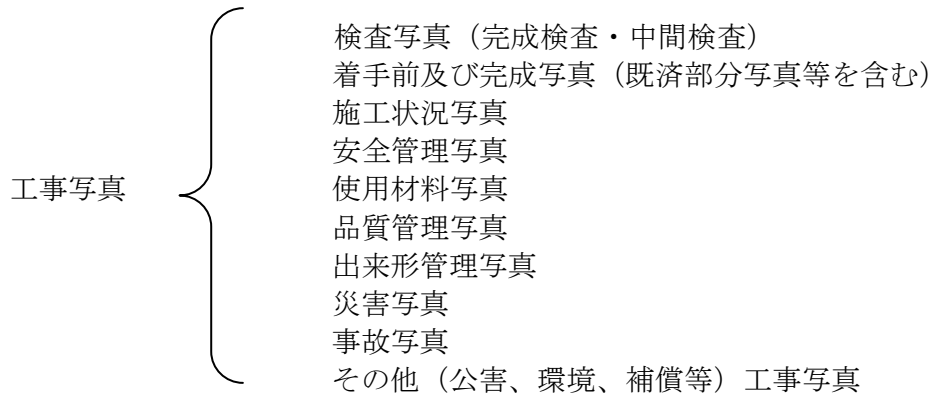 工事写真
検査写真（完成検査・中間検査）
着手前及び完成写真（既済部分写真等を含む）
施工状況写真
安全管理写真
使用材料写真
品質管理写真
出来形管理写真
災害写真
事故写真
その他（公害、環境、補償等）工事写真